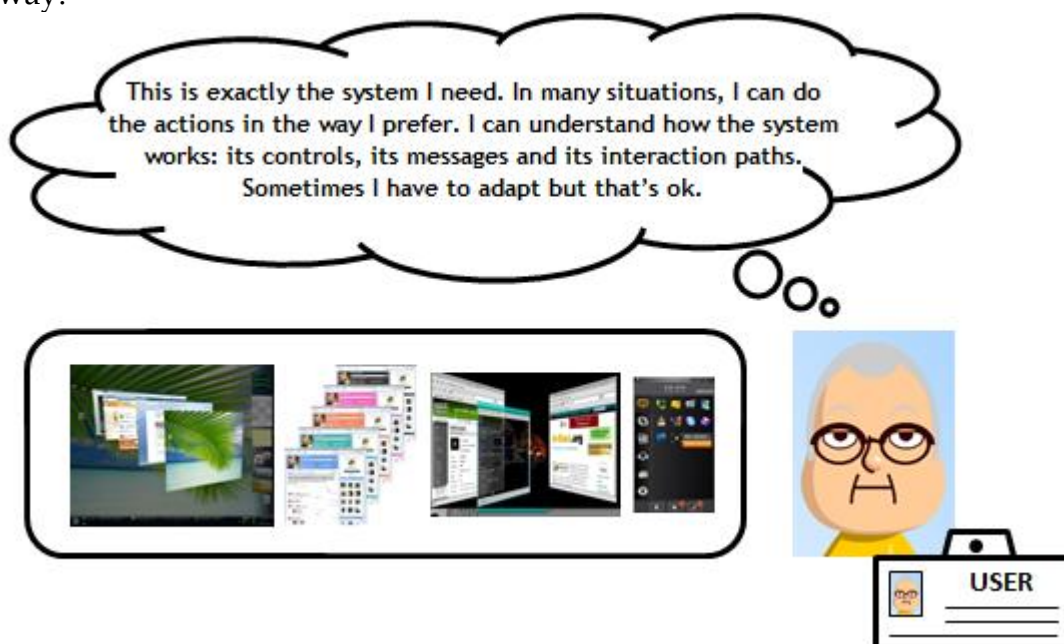 way.
This is exactly the system I need. In many situations, I can do
the actions in the way I prefer. I can understand how the system
works: its controls, its messages and its interaction paths.
Sometimes I have to adapt but that's ok.
USER